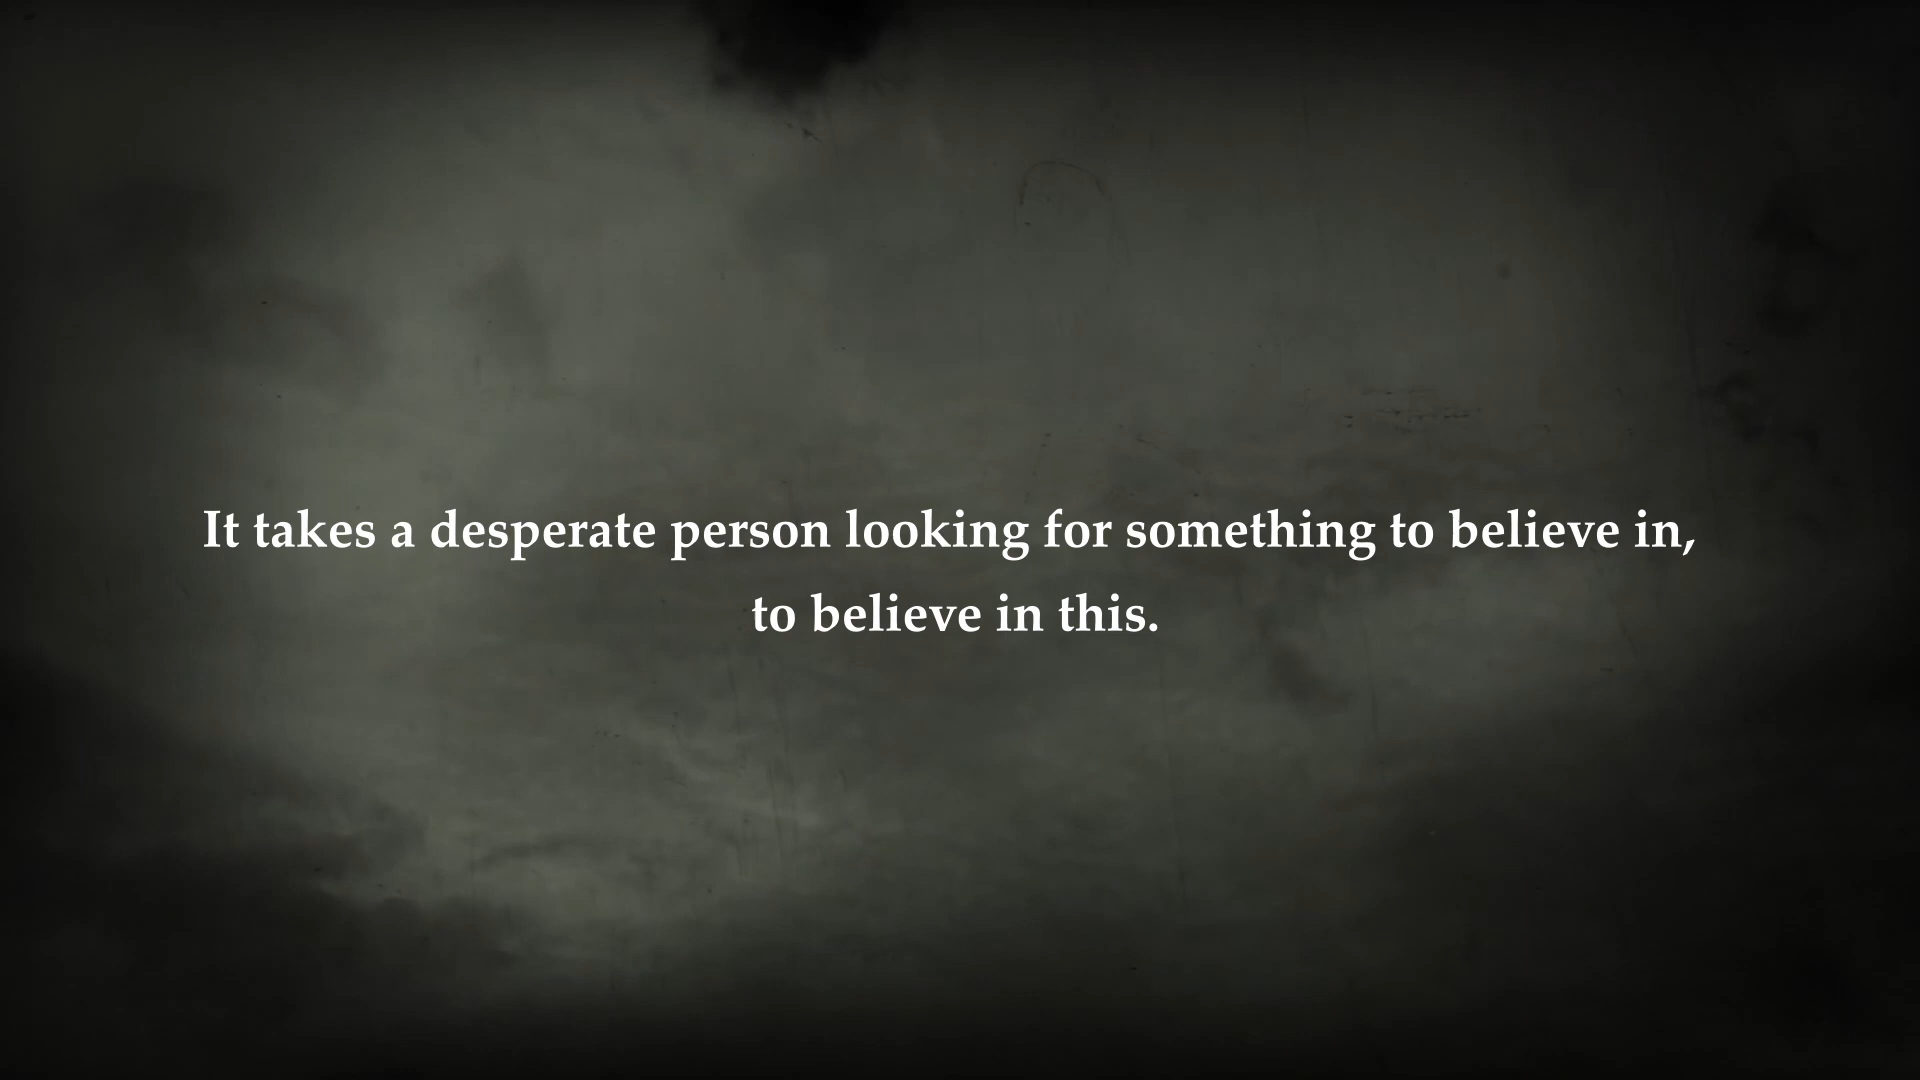 It takes a desperate person looking for something to believe in,
to believe in this.